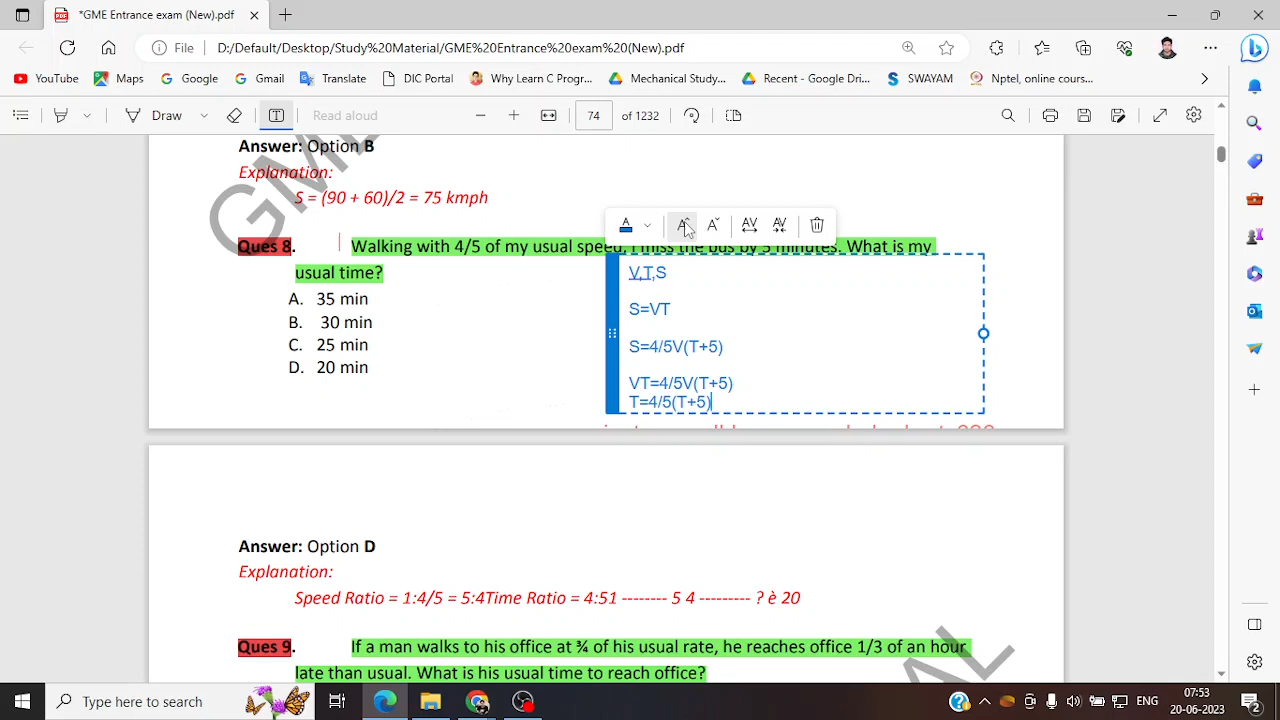 *GME Entrance exam (New).pdf
File
D:/Default/Desktop/Study%20Material/GME%20Entrance%20exam%20(New).pdf
YouTube
Maps
Google
Gmail
Translate
DIC Portal
Why Learn C Progr...
Mechanical Study...
Recent - Google Driv...
SWAYAM
Nptel, online cours...
Draw
Read aloud
74
of 1232
Answer: Option B
Explanation:
S = (90 + 60)/2 = 75 kmph
Ques 8. Walking with 4/5 of my usual speed, I miss the bus by 5 minutes. What is my
usual time?
A. 35 min
B. 30 min
C. 25 min
D. 20 min
V,T,S
S=VT
S=4/5V(T+5)
VT=4/5V(T+5)
T=4/5(T+5)
Answer: Option D
Explanation:
Speed Ratio = 1:4/5 = 5:4Time Ratio = 4:51 -------- 5 4 --------- ? è 20
Ques 9. If a man walks to his office at ¾ of his usual rate, he reaches office 1/3 of an hour
late than usual. What is his usual time to reach office?
Type here to search
ENG
07:53
20-06-2023
2